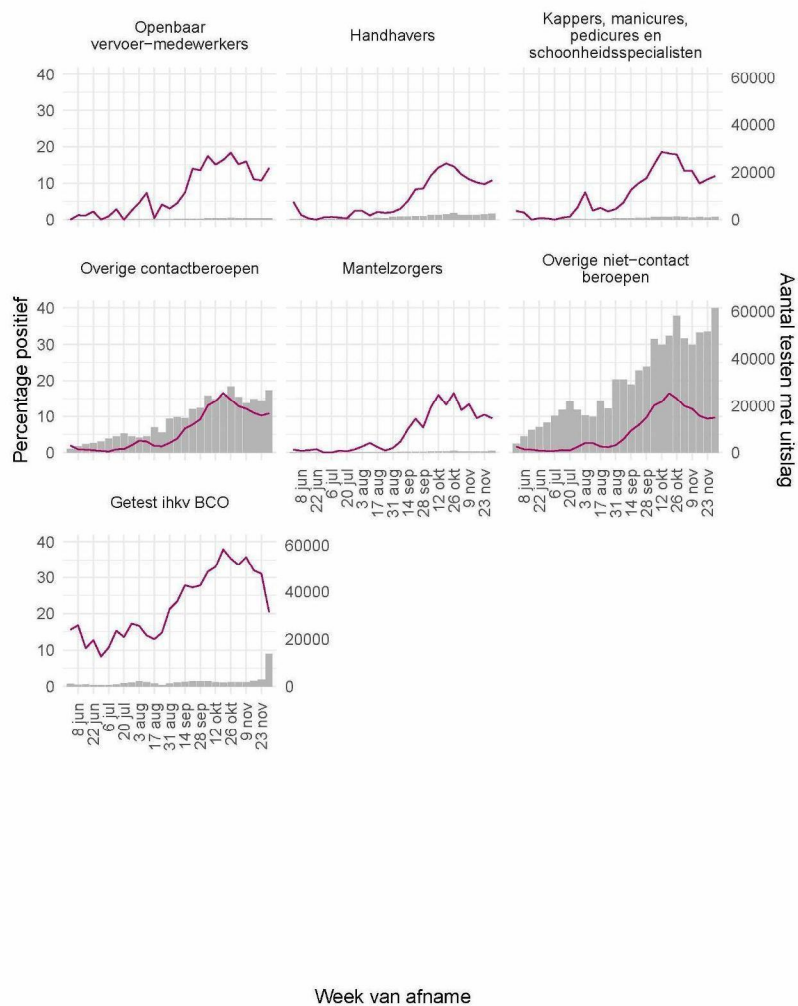 Openbaar
vervoer−medewerkers
Handhavers
Kappers, manicures,
pedicures en
schoonheidsspecialisten
40
30
20
10
0
60000
40000
20000
0
Overige contactberoepen
Mantelzorgers
Overige niet−contact
beroepen
Percentage positief
40
30
20
10
0
60000
40000
20000
0
Aantal testen met uitslag
8 jun
22 jun
6 jul
20 jul
3 aug
17 aug
31 aug
14 sep
28 sep
12 okt
26 okt
9 nov
23 nov
8 jun
22 jun
6 jul
20 jul
3 aug
17 aug
31 aug
14 sep
28 sep
12 okt
26 okt
9 nov
23 nov
Getest ihkv BCO
40
30
20
10
0
60000
40000
20000
0
8 jun
22 jun
6 jul
20 jul
3 aug
17 aug
31 aug
14 sep
28 sep
12 okt
26 okt
9 nov
23 nov
Week van afname